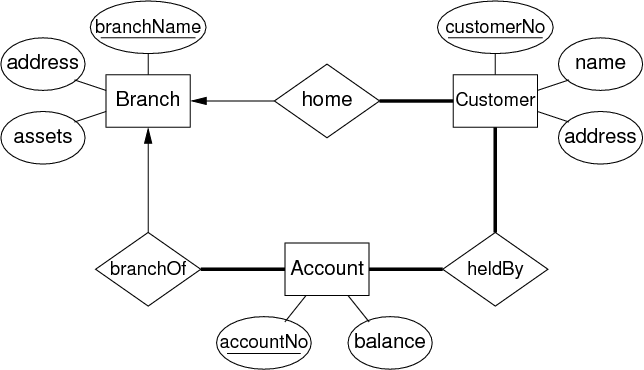 branchName
customerNo
address
name
Branch
home
Customer
assets
address
branchOf
Account
heldBy
accountNo
balance